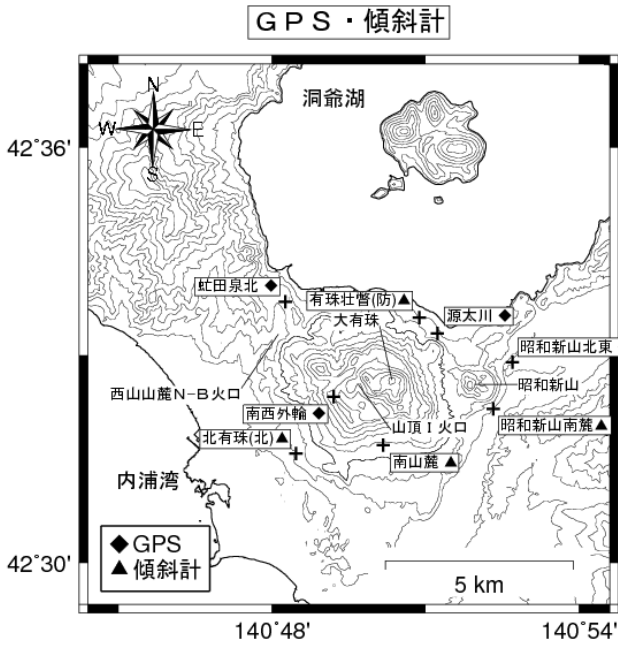 GPS・傾斜計
洞爺湖
N
W
E
S
42˚36'
虻田泉北◆
有珠壮瞥(防)▲
大有珠
源太川◆
昭和新山北東
西山山麓N-B火口
昭和新山
南西外輪◆
山頂I火口
昭和新山南麓▲
北有珠(北)▲
南山麓▲
内浦湾
◆GPS
▲傾斜計
42˚30'
5 km
140˚48'
140˚54'